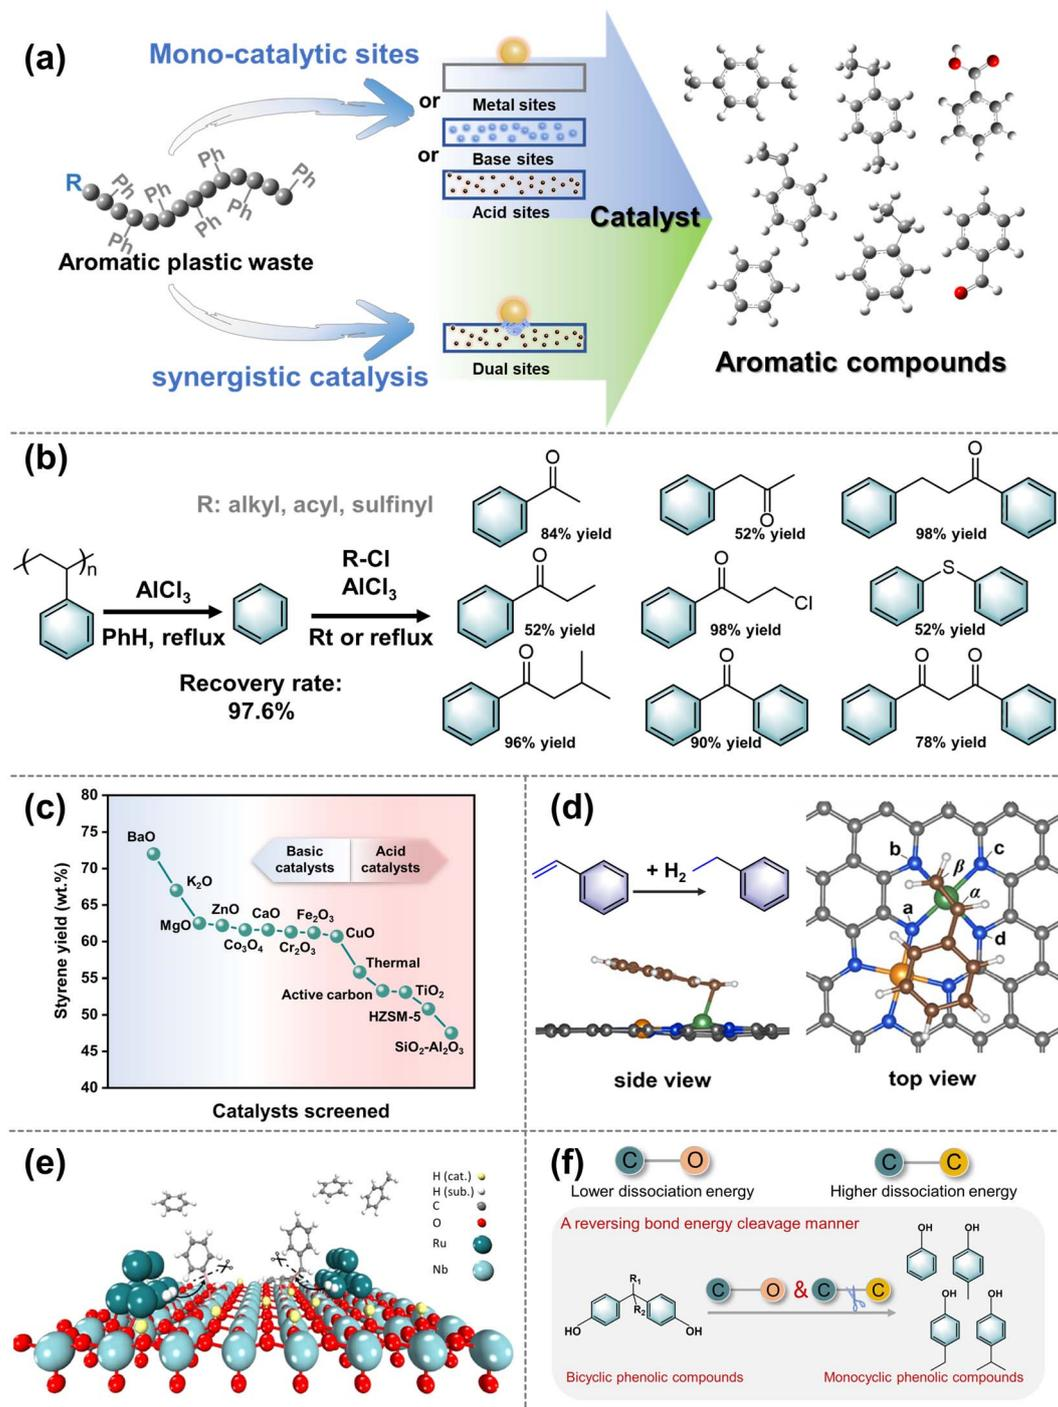 (a)
Mono-catalytic sites
or
Metal sites
or
Base sites
Acid sites
Catalyst
R
Ph
Ph
Ph
Ph
Ph
Ph
Ph
Aromatic plastic waste
synergistic catalysis
Dual sites
Aromatic compounds
(b)
R: alkyl, acyl, sulfinyl
n
AlCl₃
PhH, reflux
R-Cl
AlCl₃
Rt or reflux
Recovery rate:
97.6%
O
84% yield
O
52% yield
O
98% yield
O
52% yield
O
Cl
98% yield
S
52% yield
O
96% yield
O
90% yield
O O
78% yield
(c)
Styrene yield (wt.%)
80
75
70
65
60
55
50
45
40
BaO
K₂O
MgO
ZnO
Co₃O₄
CaO
Cr₂O₃
Fe₂O₃
CuO
Thermal
Active carbon
TiO₂
HZSM-5
SiO₂-Al₂O₃
Basic
catalysts
Acid
catalysts
Catalysts screened
(d)
+ H₂
side view
b
c
β
α
a
d
top view
(e)
H (cat.)
H (sub.)
C
O
Ru
Nb
(f)
C O
Lower dissociation energy
C C
Higher dissociation energy
A reversing bond energy cleavage manner
R₁
R₂
HO
OH
C O & C C
OH
OH
OH
OH
Bicyclic phenolic compounds
Monocyclic phenolic compounds